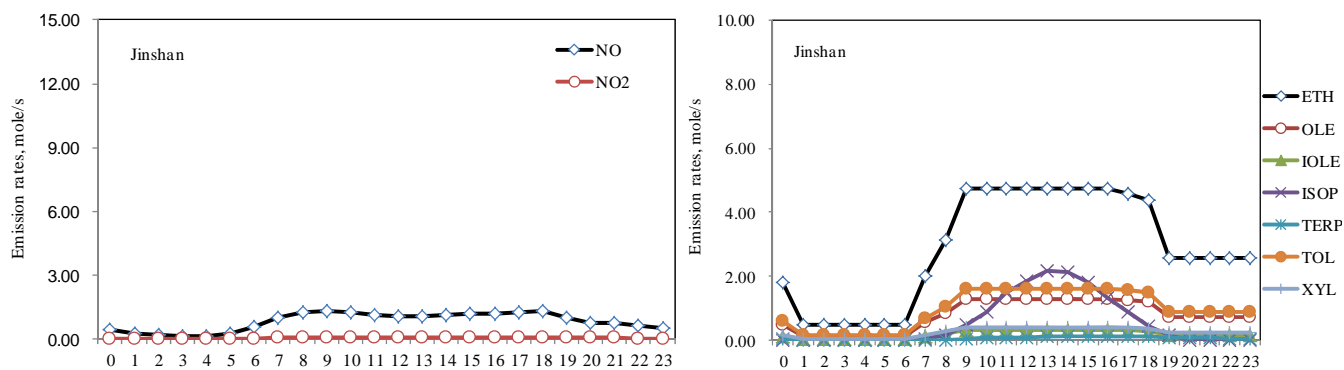 15.00
12.00
9.00
6.00
3.00
0.00
Emission rates, mole/s
Jinshan
NO
NO2
0 1 2 3 4 5 6 7 8 9 10 11 12 13 14 15 16 17 18 19 20 21 22 23
10.00
8.00
6.00
4.00
2.00
0.00
Emission rates, mole/s
Jinshan
ETH
OLE
IOLE
ISOP
TERP
TOL
XYL
0 1 2 3 4 5 6 7 8 9 10 11 12 13 14 15 16 17 18 19 20 21 22 23